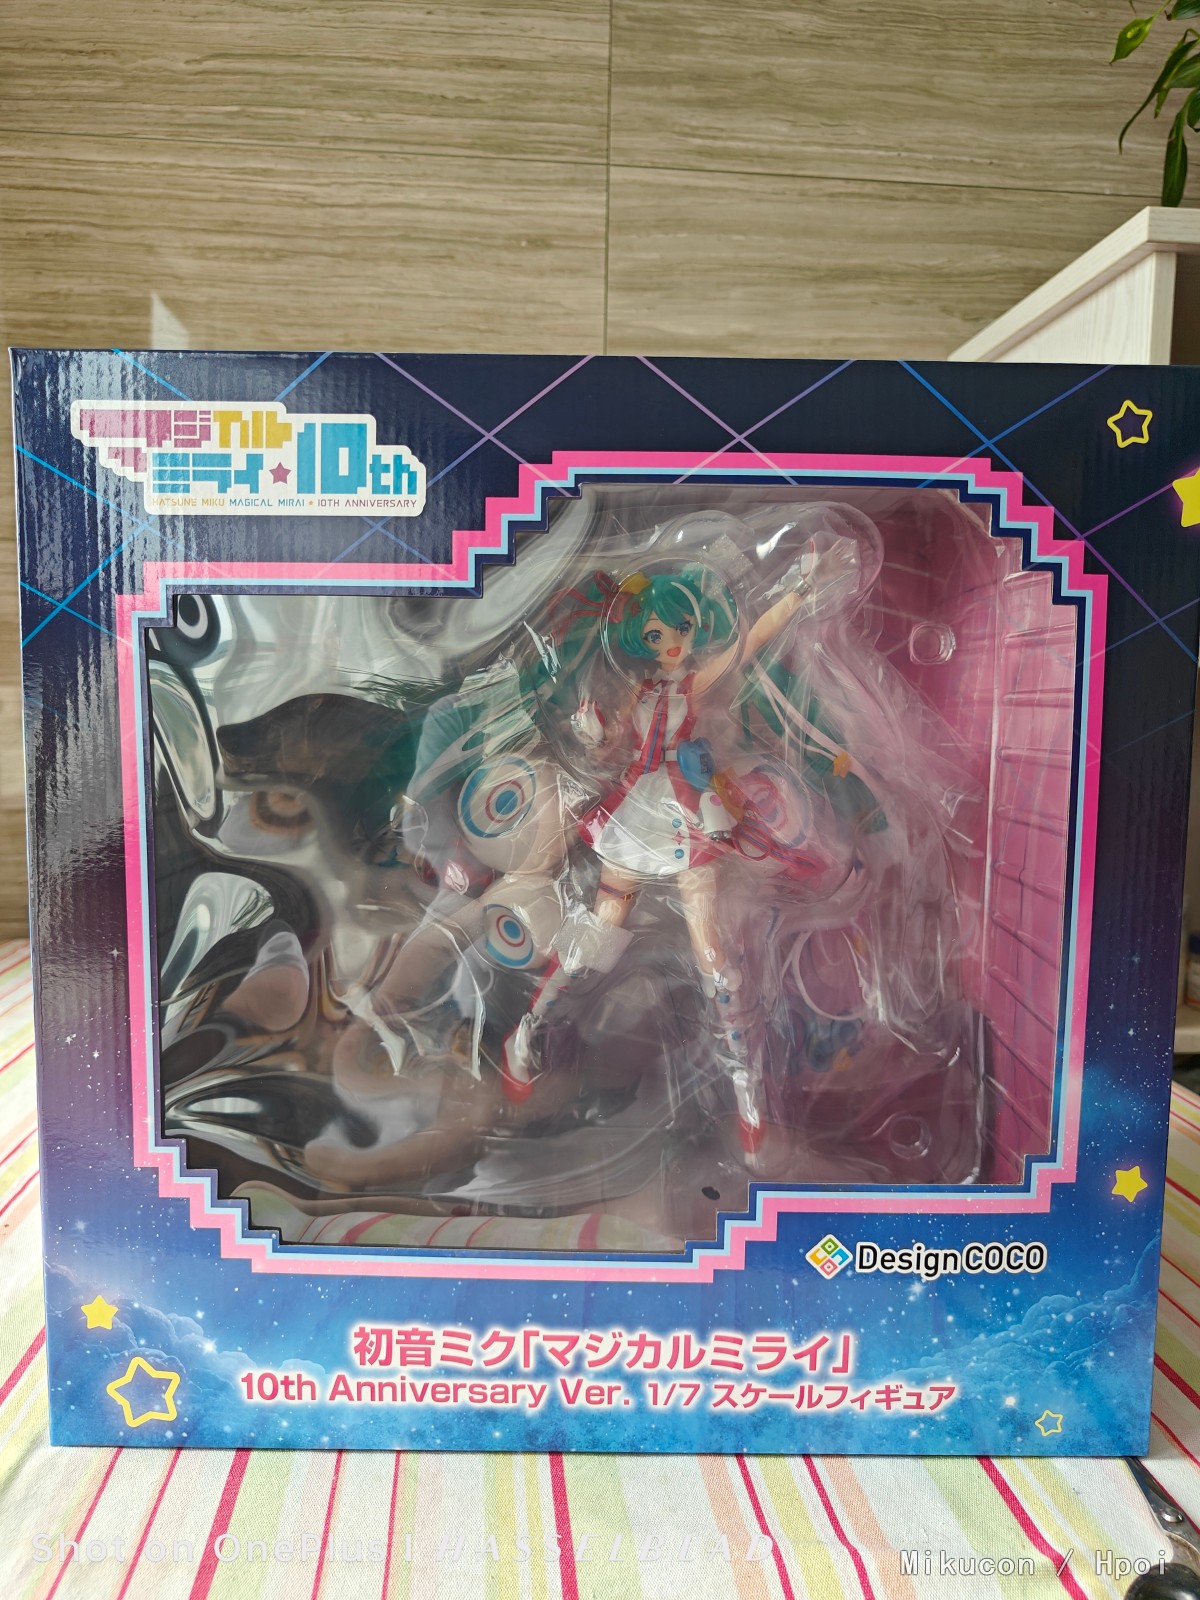 マジカル
ミライ★10th
HATSUNE MIKU MAGICAL MIRAI ★ 10TH ANNIVERSARY
DesignCOCO
初音ミク「マジカルミライ」
10th Anniversary Ver. 1/7 スケールフィギュア
Shot on OnePlus | HASSELBLAD
Mikucon / Hpoi